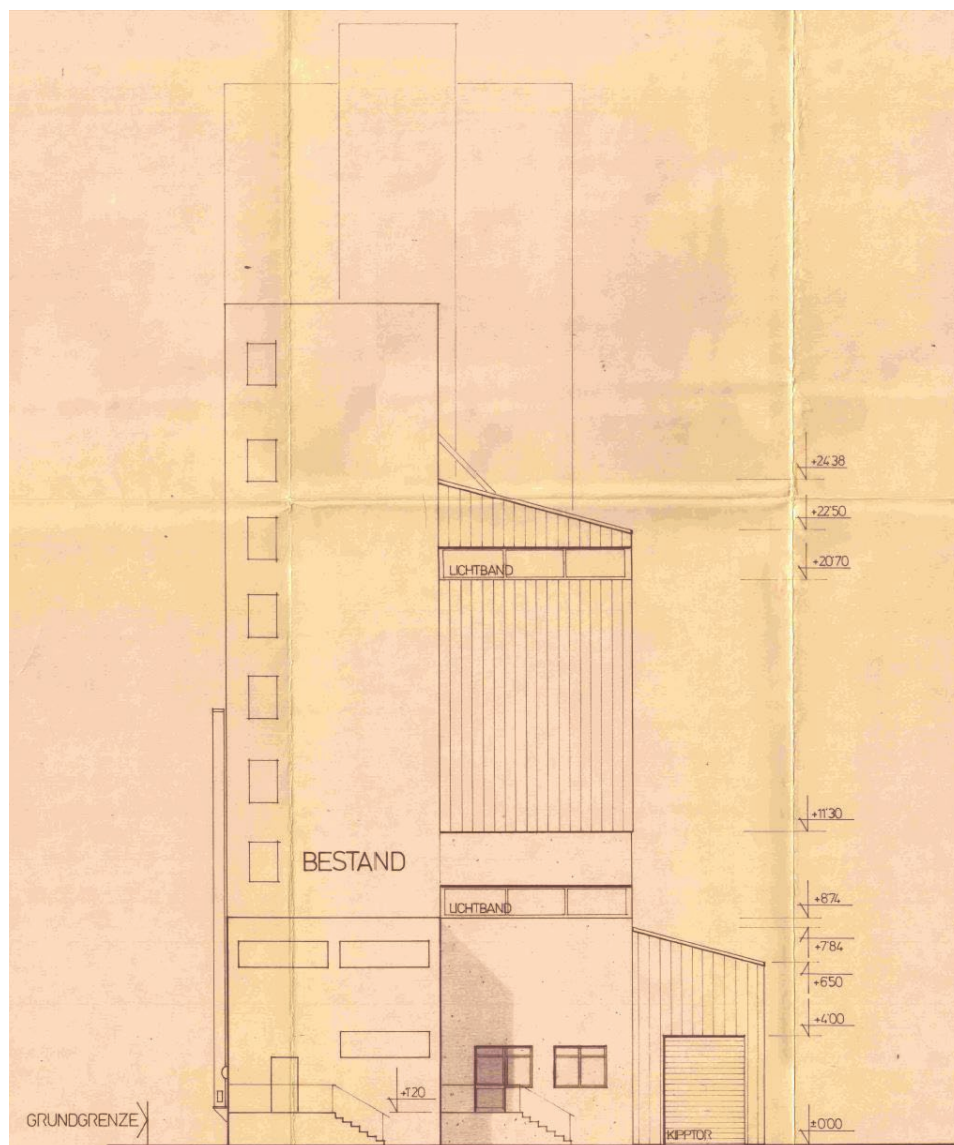 +24'38
+22'50
LICHTBAND
+20'70
+11'30
BESTAND
LICHTBAND
+8'74
+7'84
+6'50
+4'00
+1'20
GRUNDGRENZE
KIPPTOR
±0'00